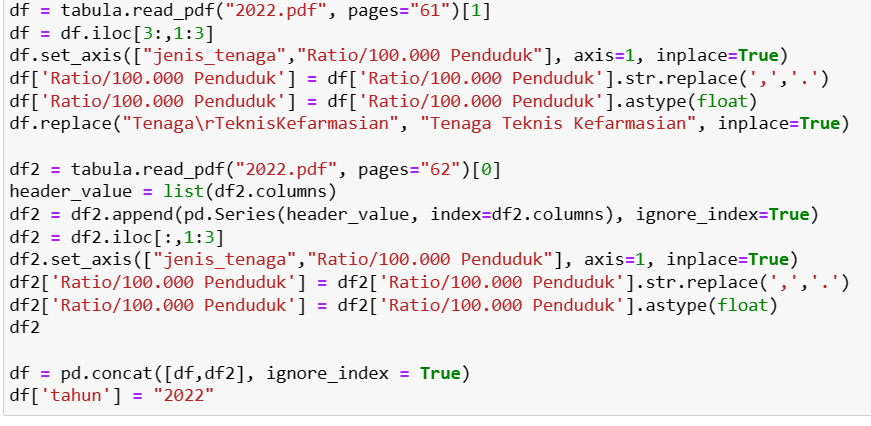 df = tabula.read_pdf("2022.pdf", pages="61")[1]
df = df.iloc[3:,1:3]
df.set_axis(["jenis_tenaga","Ratio/100.000 Penduduk"], axis=1, inplace=True)
df['Ratio/100.000 Penduduk'] = df['Ratio/100.000 Penduduk'].str.replace(',','.')
df['Ratio/100.000 Penduduk'] = df['Ratio/100.000 Penduduk'].astype(float)
df.replace("Tenaga\rTeknisKefarmasian", "Tenaga Teknis Kefarmasian", inplace=True)

df2 = tabula.read_pdf("2022.pdf", pages="62")[0]
header_value = list(df2.columns)
df2 = df2.append(pd.Series(header_value, index=df2.columns), ignore_index=True)
df2 = df2.iloc[:,1:3]
df2.set_axis(["jenis_tenaga","Ratio/100.000 Penduduk"], axis=1, inplace=True)
df2['Ratio/100.000 Penduduk'] = df2['Ratio/100.000 Penduduk'].str.replace(',','.')
df2['Ratio/100.000 Penduduk'] = df2['Ratio/100.000 Penduduk'].astype(float)
df2

df = pd.concat([df,df2], ignore_index = True)
df['tahun'] = "2022"